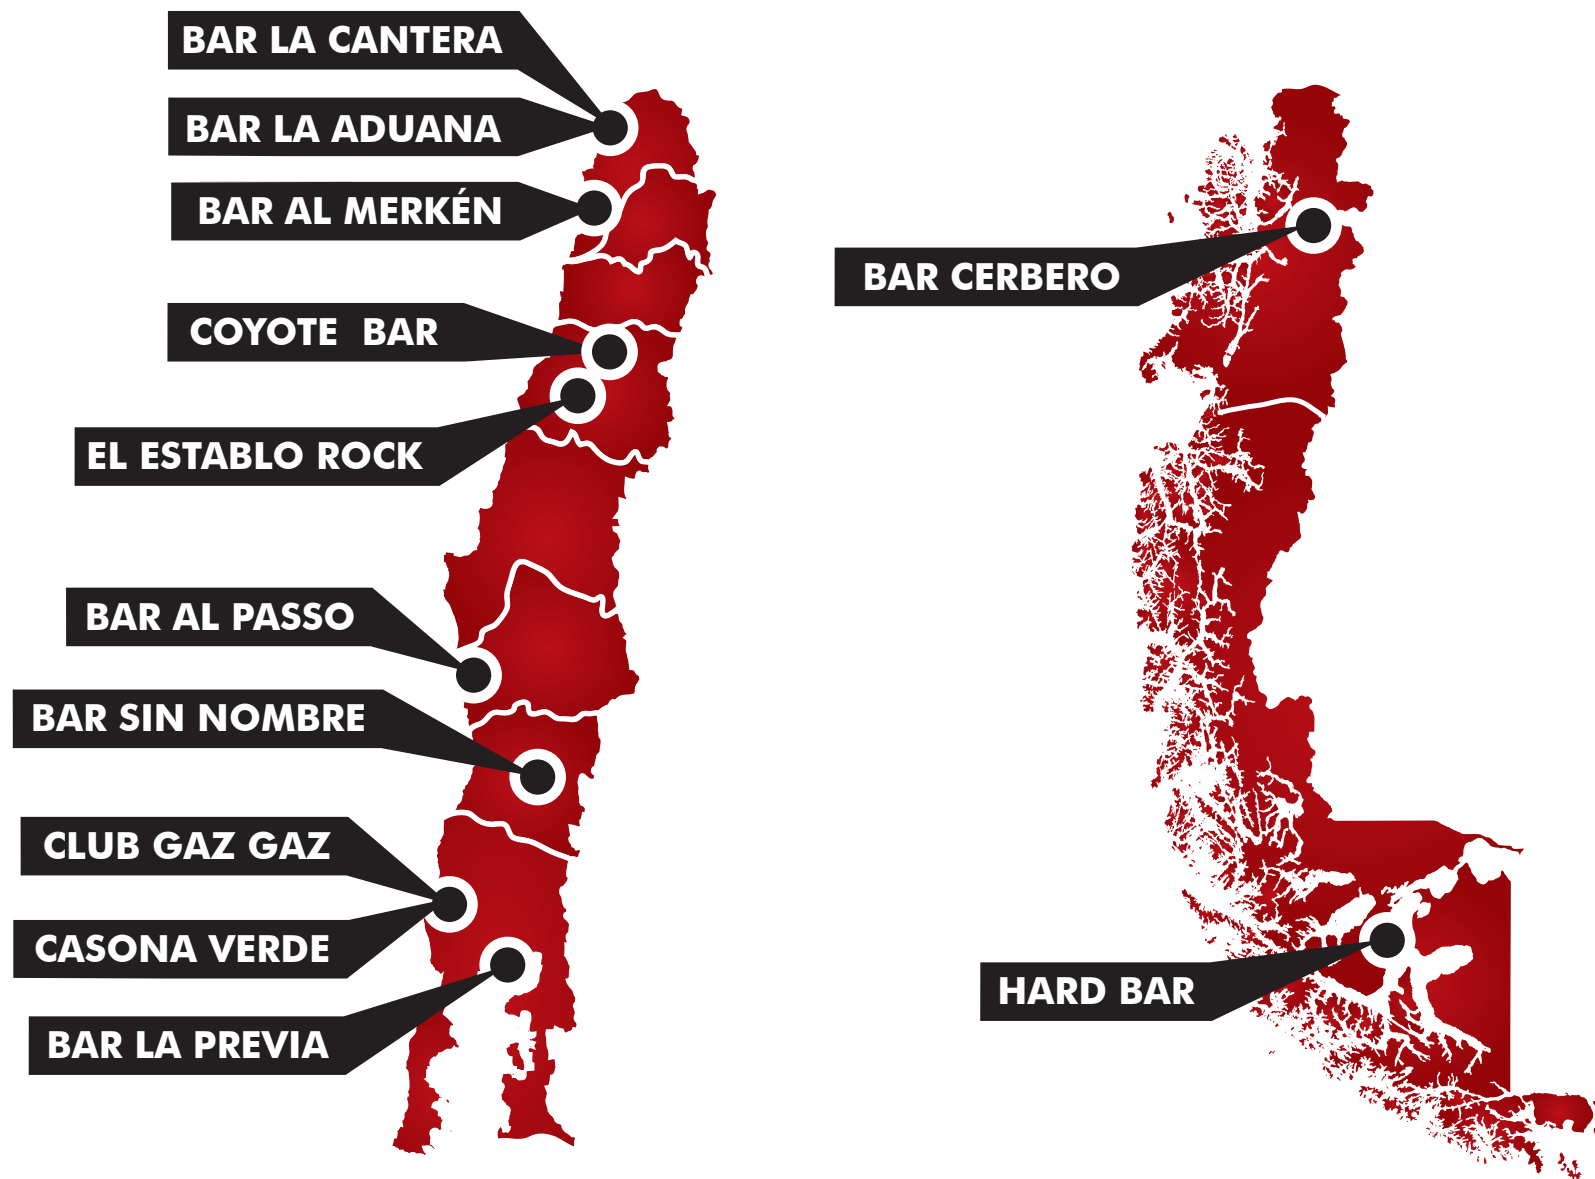 BAR LA CANTERA
BAR LA ADUANA
BAR AL MERKÉN
COYOTE BAR
EL ESTABLO ROCK
BAR AL PASSO
BAR SIN NOMBRE
CLUB GAZ GAZ
CASONA VERDE
BAR LA PREVIA
BAR CERBERO
HARD BAR